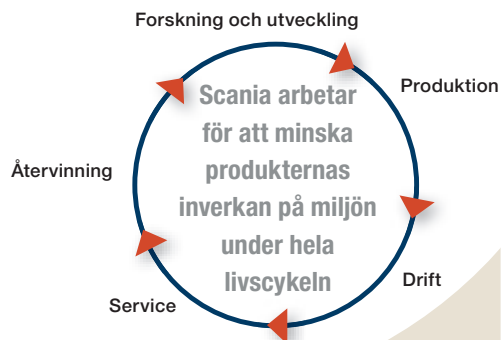 Forskning och utveckling
Produktion
Scania arbetar
för att minska
produkternas
inverkan på miljön
under hela
livscykeln
Återvinning
Drift
Service